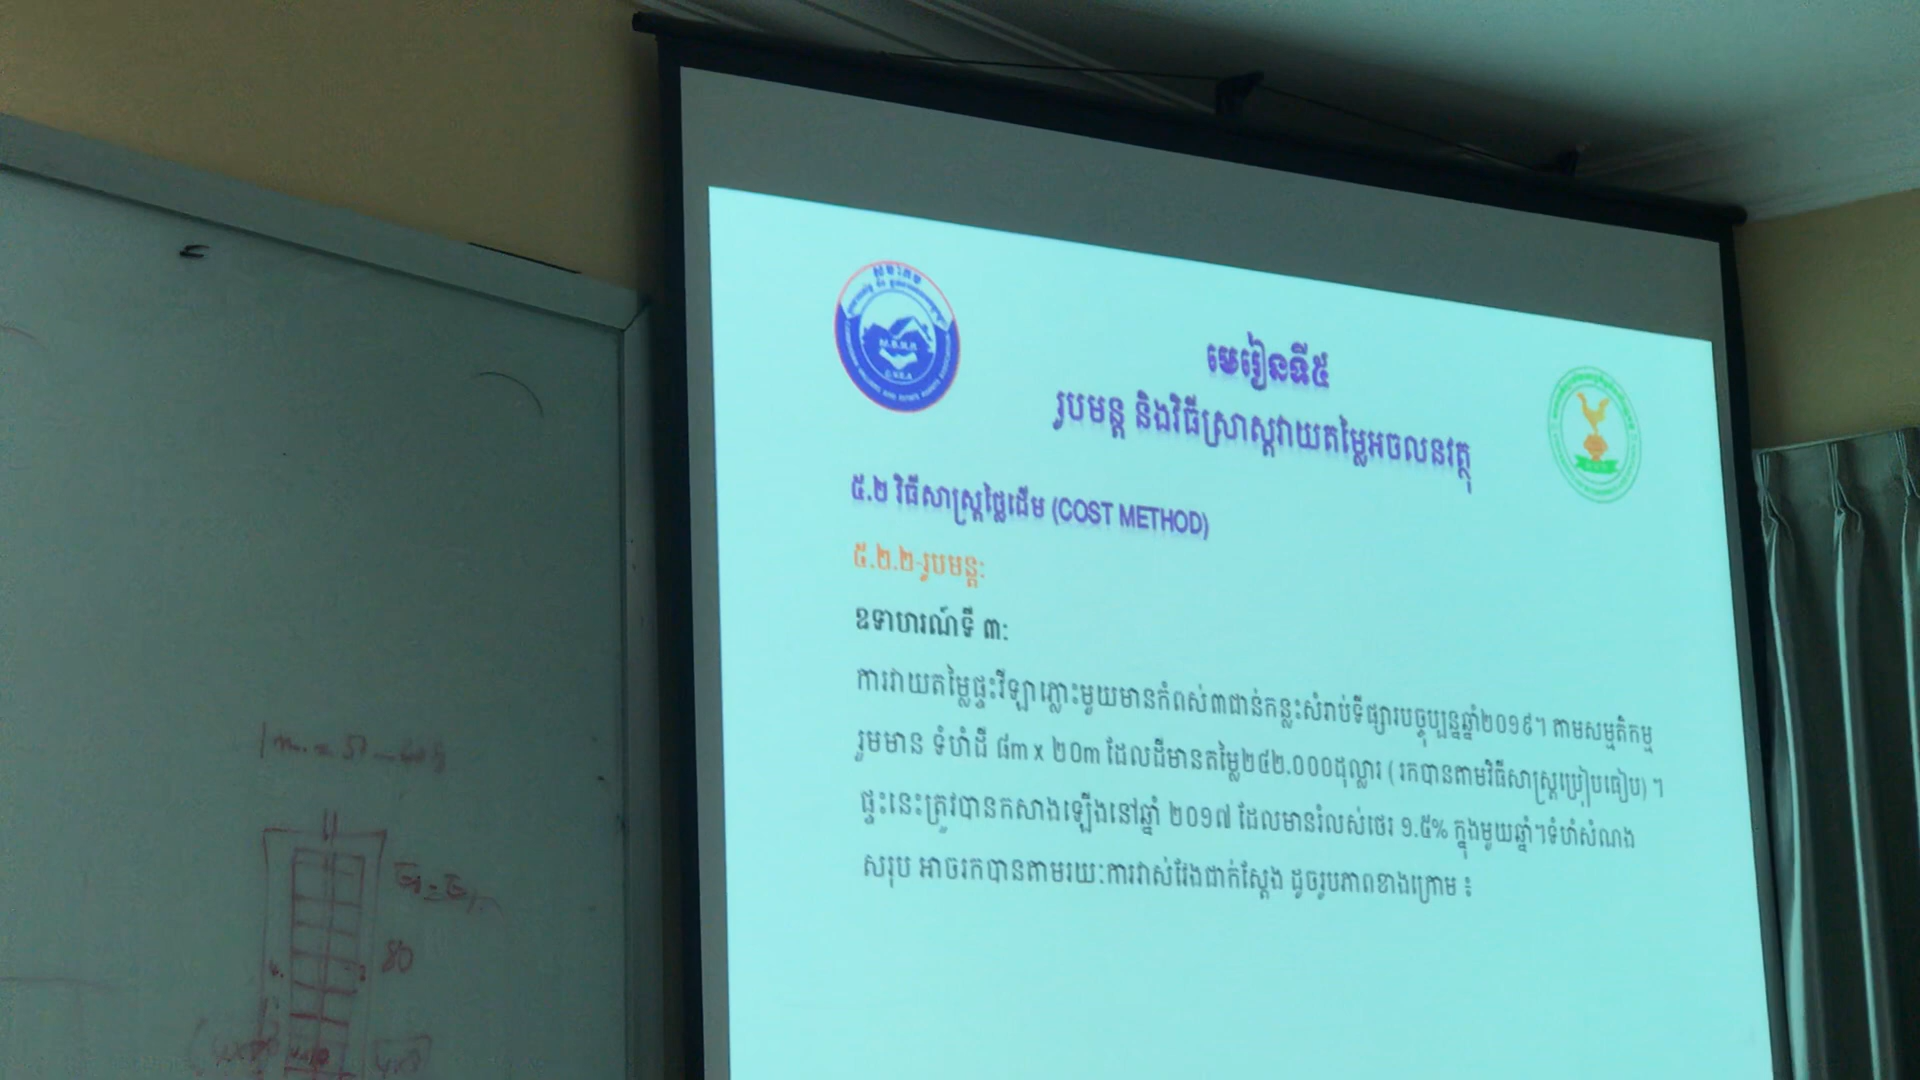 មេរៀនទី៥
រូបមន្ត និងវិធីស្រាស្តវាយតម្លៃអចលនវត្ថុ
៥.២ វិធីសាស្ត្រថ្លៃដើម (COST METHOD)
៥.២.២-រូបមន្ត:
ឧទាហរណ៍ទី ៣:
ការវាយតម្លៃផ្ទះវីឡាភ្លោះមួយមានកំពស់៣ជាន់កន្លះសំរាប់ទីផ្សារបច្ចុប្បន្នឆ្នាំ២០១៩។ តាមសម្មតិកម្ម
រួមមាន ទំហំដី ៨m x ២០m ដែលដីមានតម្លៃ២៤២.០០០ដុល្លារ ( រកបានតាមវិធីសាស្ត្រប្រៀបធៀប) ។
ផ្ទះនេះត្រូវបានកសាងឡើងនៅឆ្នាំ ២០១៧ ដែលមានរំលស់ថេរ ១.៥% ក្នុងមួយឆ្នាំ។ទំហំសំណង
សរុប អាចរកបានតាមរយ:ការវាស់វែងជាក់ស្តែង ដូចរូបភាពខាងក្រោម ៖
80